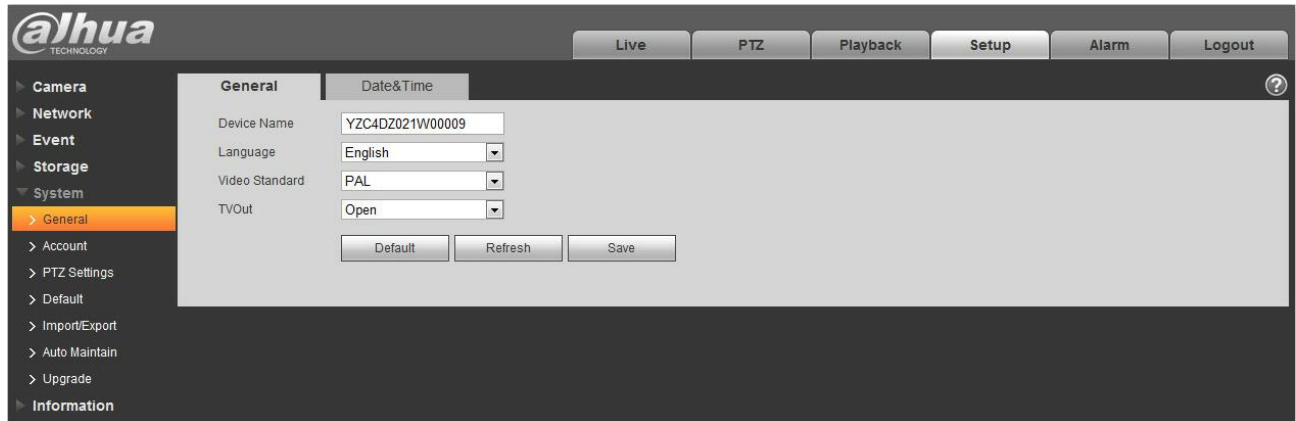 alhua
TECHNOLOGY
Live PTZ Playback Setup Alarm Logout
Camera
Network
Event
Storage
System
General
Account
PTZ Settings
Default
Import/Export
Auto Maintain
Upgrade
Information
General Date&Time
?
Device Name YZC4DZ021W00009
Language English
Video Standard PAL
TVOut Open
Default Refresh Save